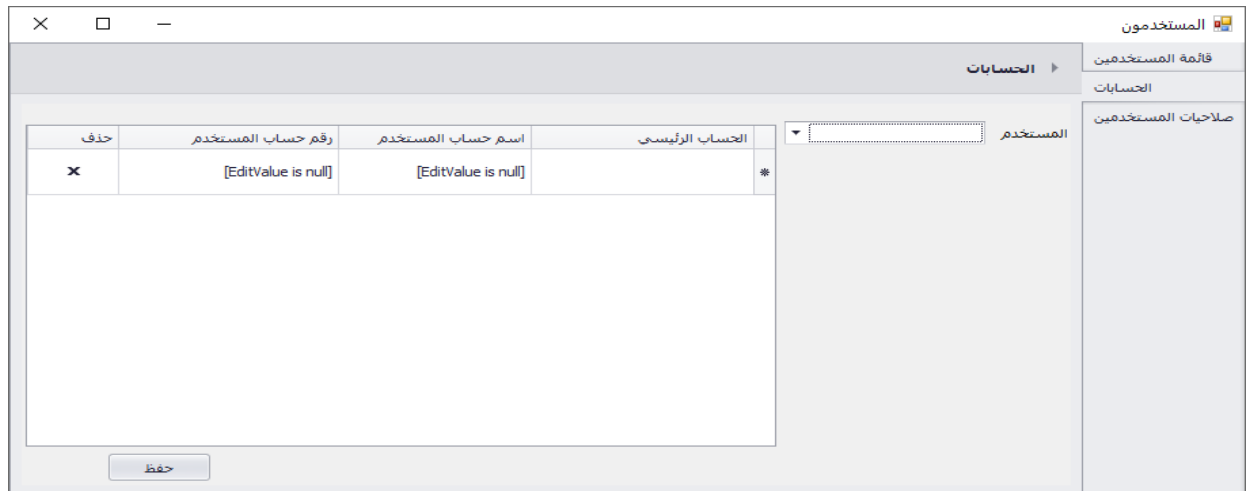 المستخدمون
قائمة المستخدمين
الحسابات
صلاحيات المستخدمين
الحسابات
المستخدم
الحساب الرئيسي اسم حساب المستخدم رقم حساب المستخدم حذف
[EditValue is null] [EditValue is null] x
حفظ